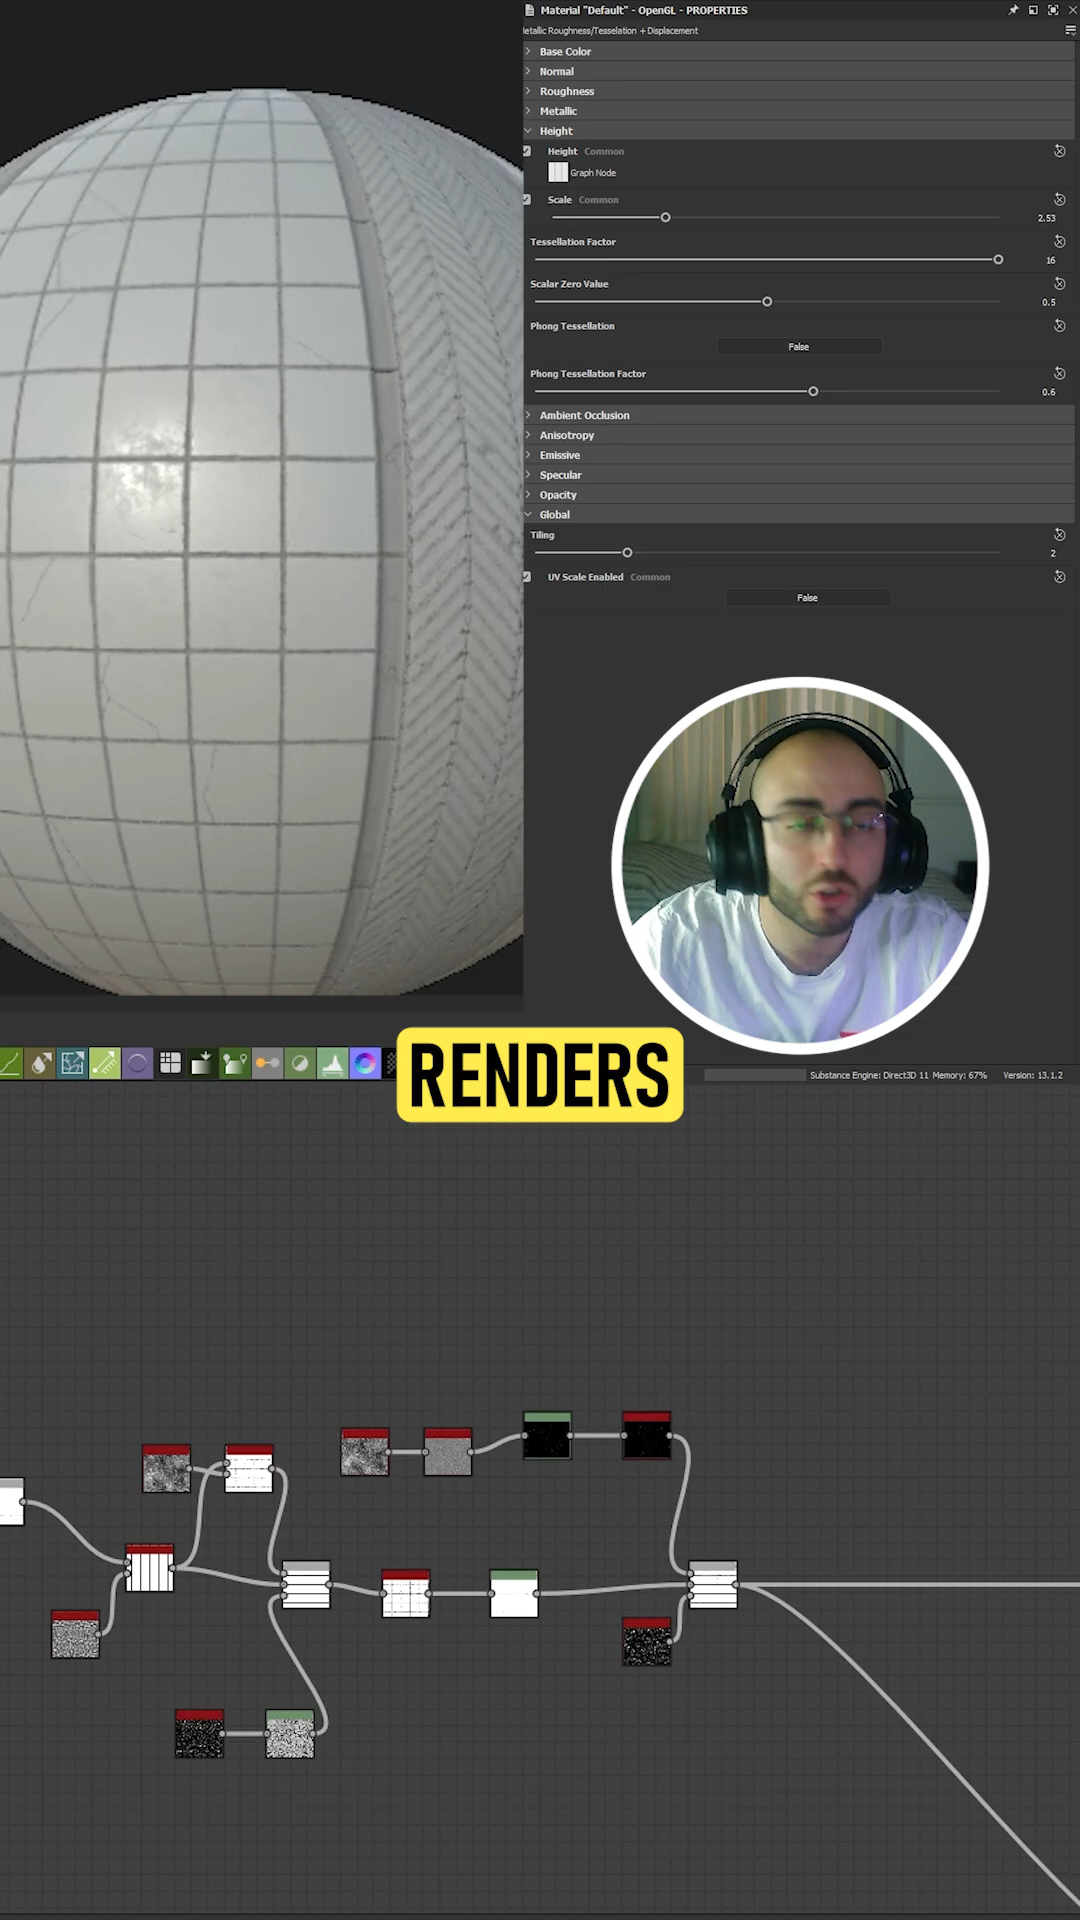 Material "Default" - OpenGL - PROPERTIES
etallic Roughness/Tesselation + Displacement
Base Color
Normal
Roughness
Metallic
Height
Height Common
Graph Node
Scale Common
2.53
Tessellation Factor
16
Scalar Zero Value
0.5
Phong Tessellation
False
Phong Tessellation Factor
0.6
Ambient Occlusion
Anisotropy
Emissive
Specular
Opacity
Global
Tiling
2
UV Scale Enabled Common
False
RENDERS
Substance Engine: Direct3D 11 Memory: 67% Version: 13.1.2